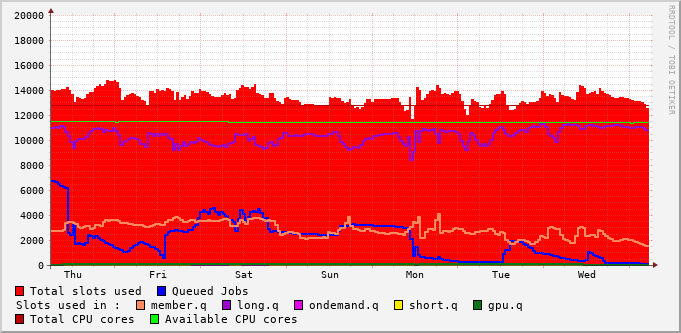 20000
18000
16000
14000
12000
10000
8000
6000
4000
2000
0
Thu Fri Sat Sun Mon Tue Wed
Total slots used Queued Jobs
Slots used in : member.q long.q ondemand.q short.q gpu.q
Total CPU cores Available CPU cores
RRDTOOL / TOBI OETIKER